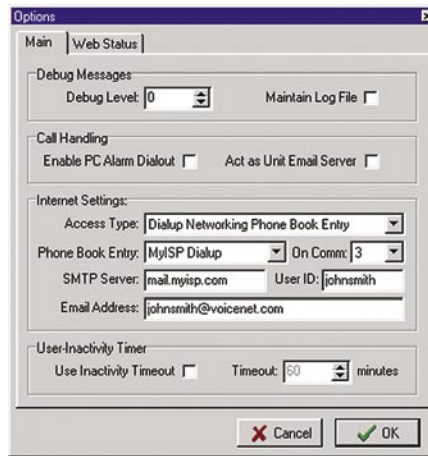 Options
Main Web Status
Debug Messages
Debug Level: 0 Maintain Log File
Call Handling
Enable PC Alarm Dialout Act as Unit Email Server
Internet Settings:
Access Type: Dialup Networking Phone Book Entry
Phone Book Entry: MyISP Dialup On Comm: 3
SMTP Server: mail.myisp.com User ID: johnsmith
Email Address: johnsmith@voicenet.com
User-Inactivity Timer
Use Inactivity Timeout Timeout: 60 minutes
Cancel OK